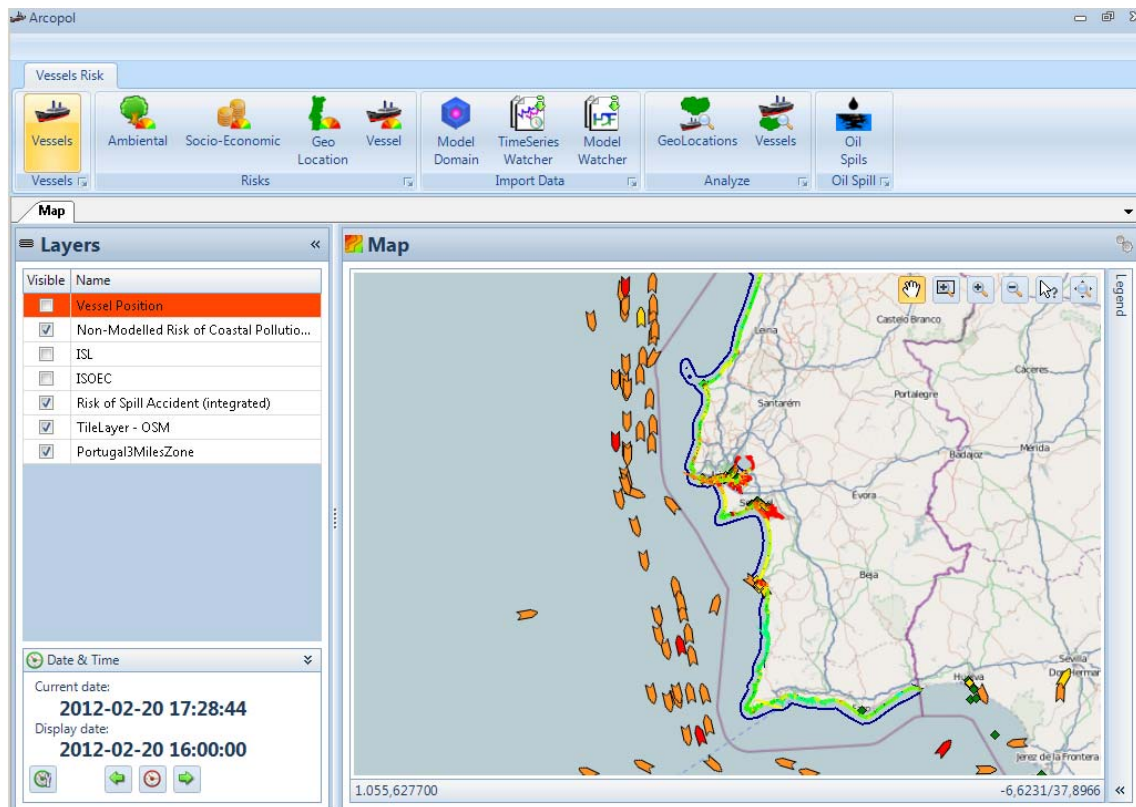 Arcopol
Vessels Risk
Vessels
Ambiental
Socio-Economic
Geo
Location
Vessel
Model
Domain
TimeSeries
Watcher
Model
Watcher
GeoLocations
Vessels
Oil
Spils
Vessels
Risks
Import Data
Analyze
Oil Spill
Map
Layers
«
Visible Name
Vessel Position
Non-Modelled Risk of Coastal Pollutio...
ISL
ISOEC
Risk of Spill Accident (integrated)
TileLayer - OSM
Portugal3MilesZone
Date & Time
Current date:
2012-02-20 17:28:44
Display date:
2012-02-20 16:00:00
Map
Legend
Leiria
Castelo Branco
Cáceres
Portalegre
Santarém
Badajoz
Mérida
Évora
Beja
Sevilla
Jerez de la Frontera
1.055,627700
-6,6231/37,8966
«